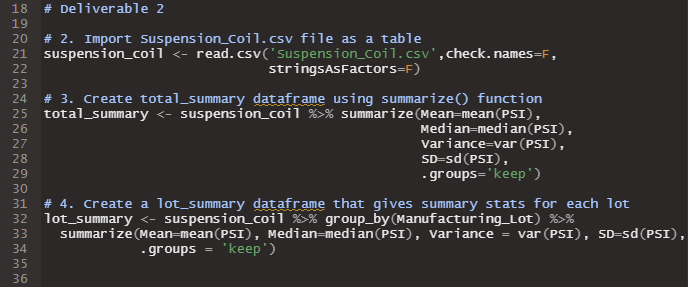 18 # Deliverable 2
19
20 # 2. Import Suspension_Coil.csv file as a table
21 suspension_coil <- read.csv('Suspension_Coil.csv',check.names=F,
22                             stringsAsFactors=F)
23
24 # 3. Create total_summary dataframe using summarize() function
25 total_summary <- suspension_coil %>% summarize(Mean=mean(PSI),
26                                                Median=median(PSI),
27                                                Variance=var(PSI),
28                                                SD=sd(PSI),
29                                                .groups='keep')
30
31 # 4. Create a lot_summary dataframe that gives summary stats for each lot
32 lot_summary <- suspension_coil %>% group_by(Manufacturing_Lot) %>%
33   summarize(Mean=mean(PSI), Median=median(PSI), Variance = var(PSI), SD=sd(PSI),
34             .groups = 'keep')
35
36